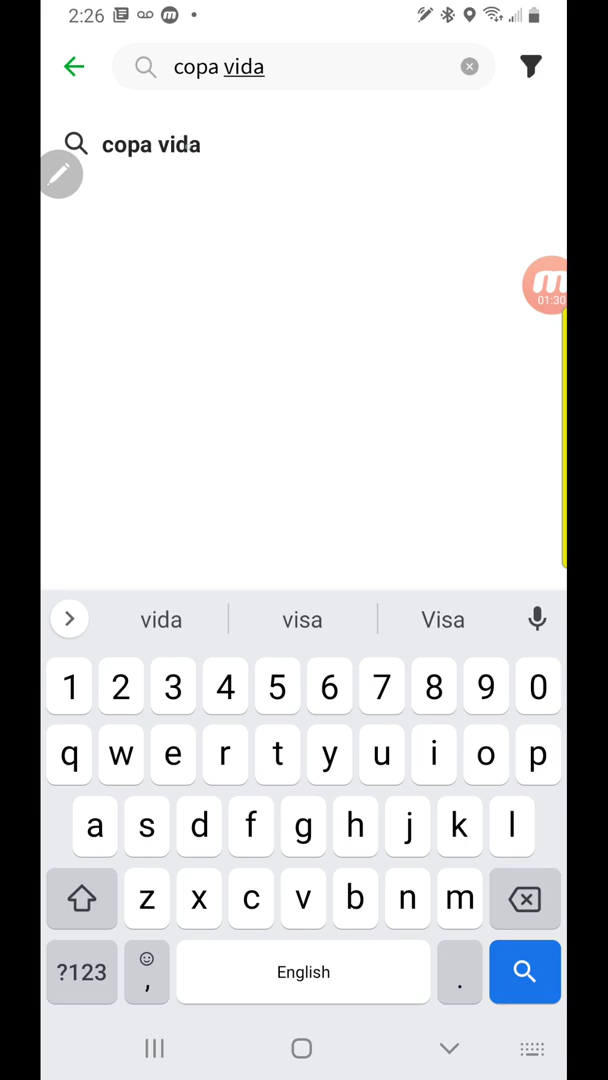 2:26
copa vida
copa vida
01:30
vida visa Visa
1 2 3 4 5 6 7 8 9 0
q w e r t y u i o p
a s d f g h j k l
z x c v b n m
?123 , English .